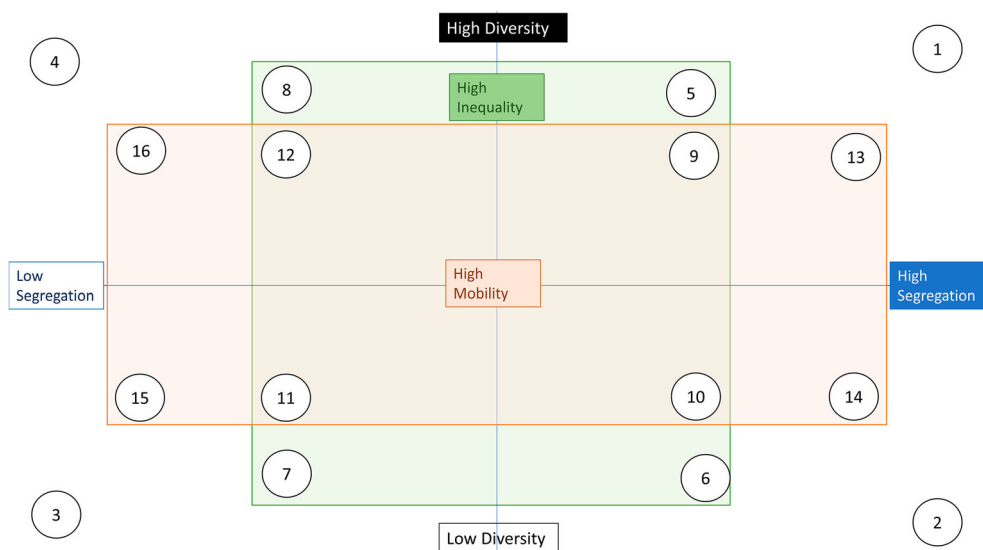 High Diversity
4
1
8
High
Inequality
5
16
12
9
13
Low
Segregation
High
Mobility
High
Segregation
15
11
10
14
7
6
3
2
Low Diversity